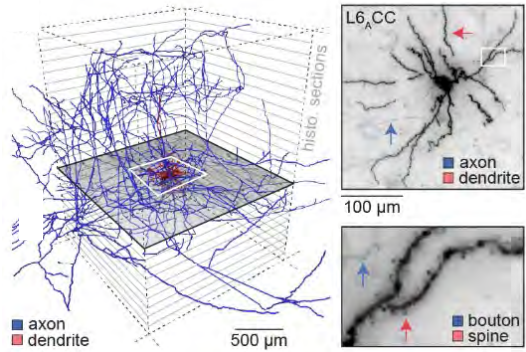 histo. sections
axon
dendrite
500 µm
L6ACC
axon
dendrite
100 µm
bouton
spine